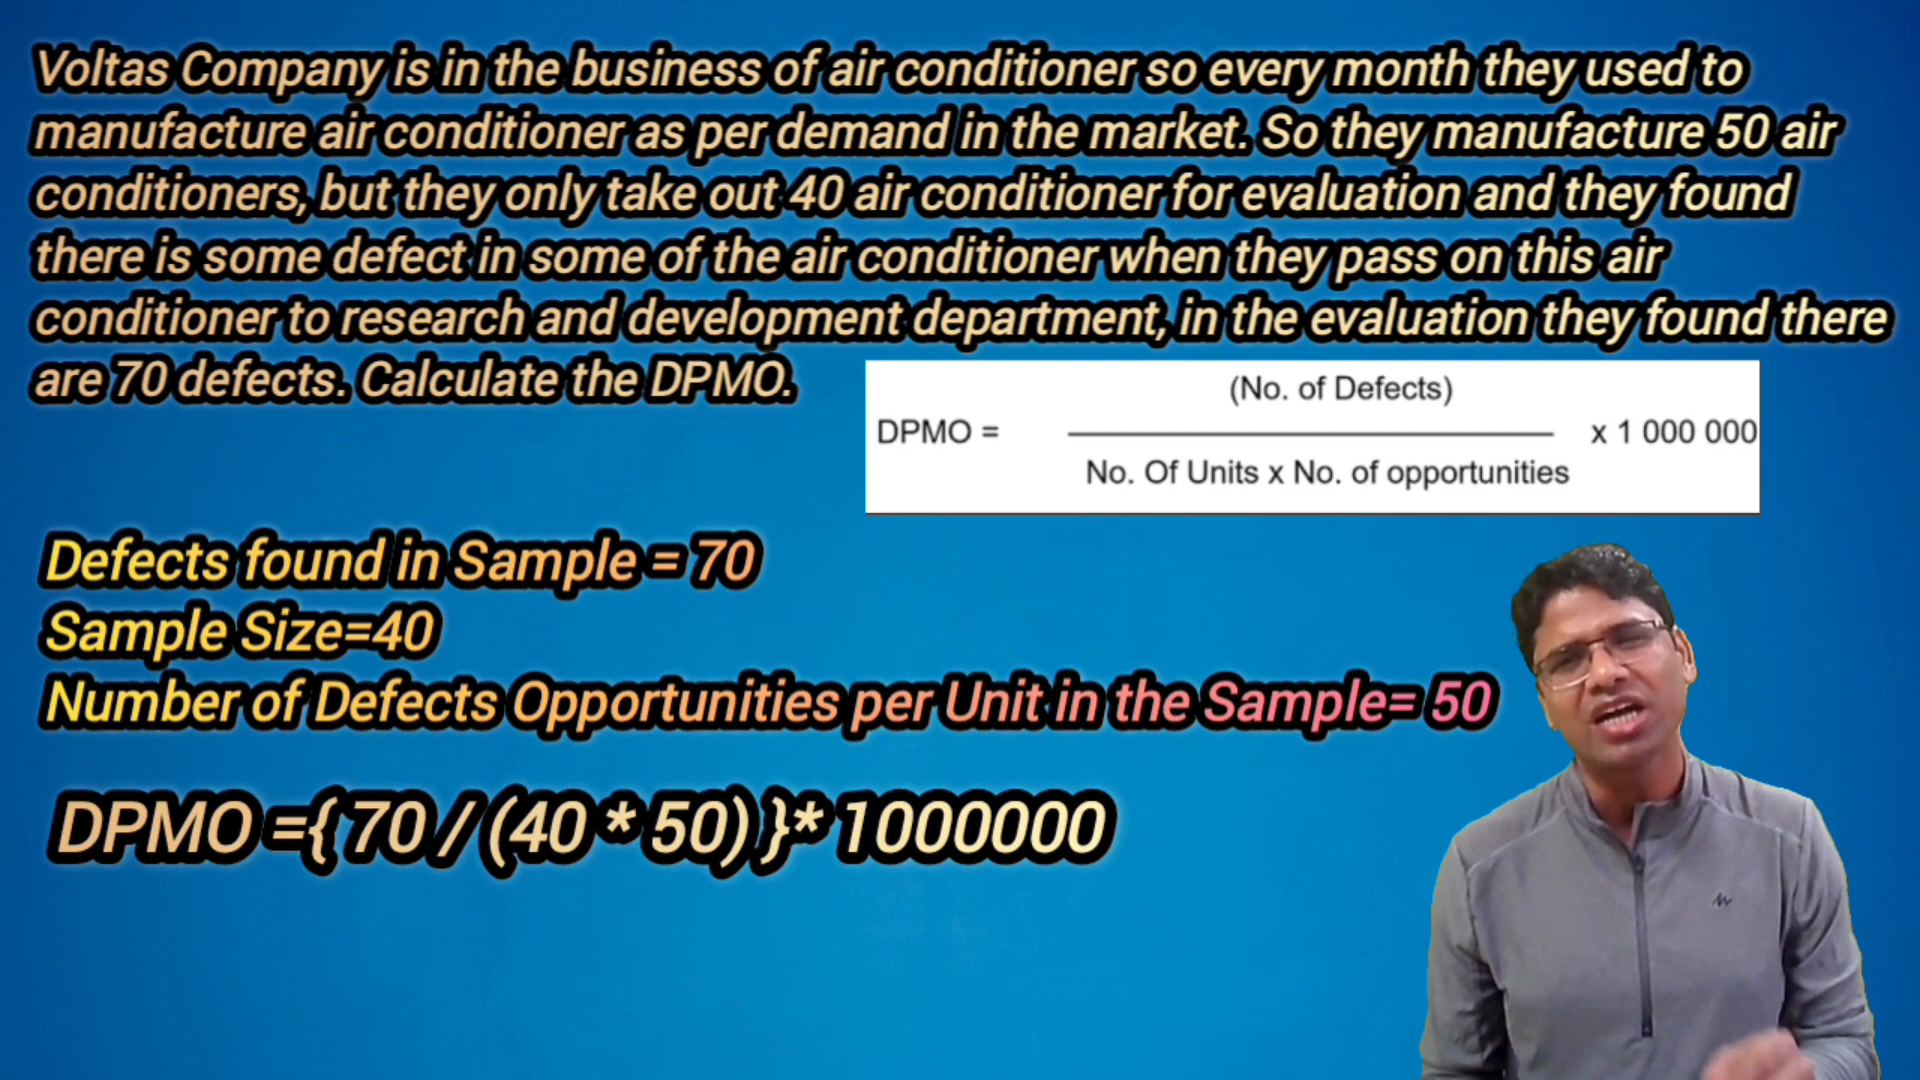 Voltas Company is in the business of air conditioner so every month they used to
manufacture air conditioner as per demand in the market. So they manufacture 50 air
conditioners, but they only take out 40 air conditioner for evaluation and they found
there is some defect in some of the air conditioner when they pass on this air
conditioner to research and development department, in the evaluation they found there
are 70 defects. Calculate the DPMO.
(No. of Defects)
DPMO = x 1 000 000
No. Of Units x No. of opportunities
Defects found in Sample = 70
Sample Size=40
Number of Defects Opportunities per Unit in the Sample= 50
DPMO ={ 70 / (40 * 50) }* 1000000